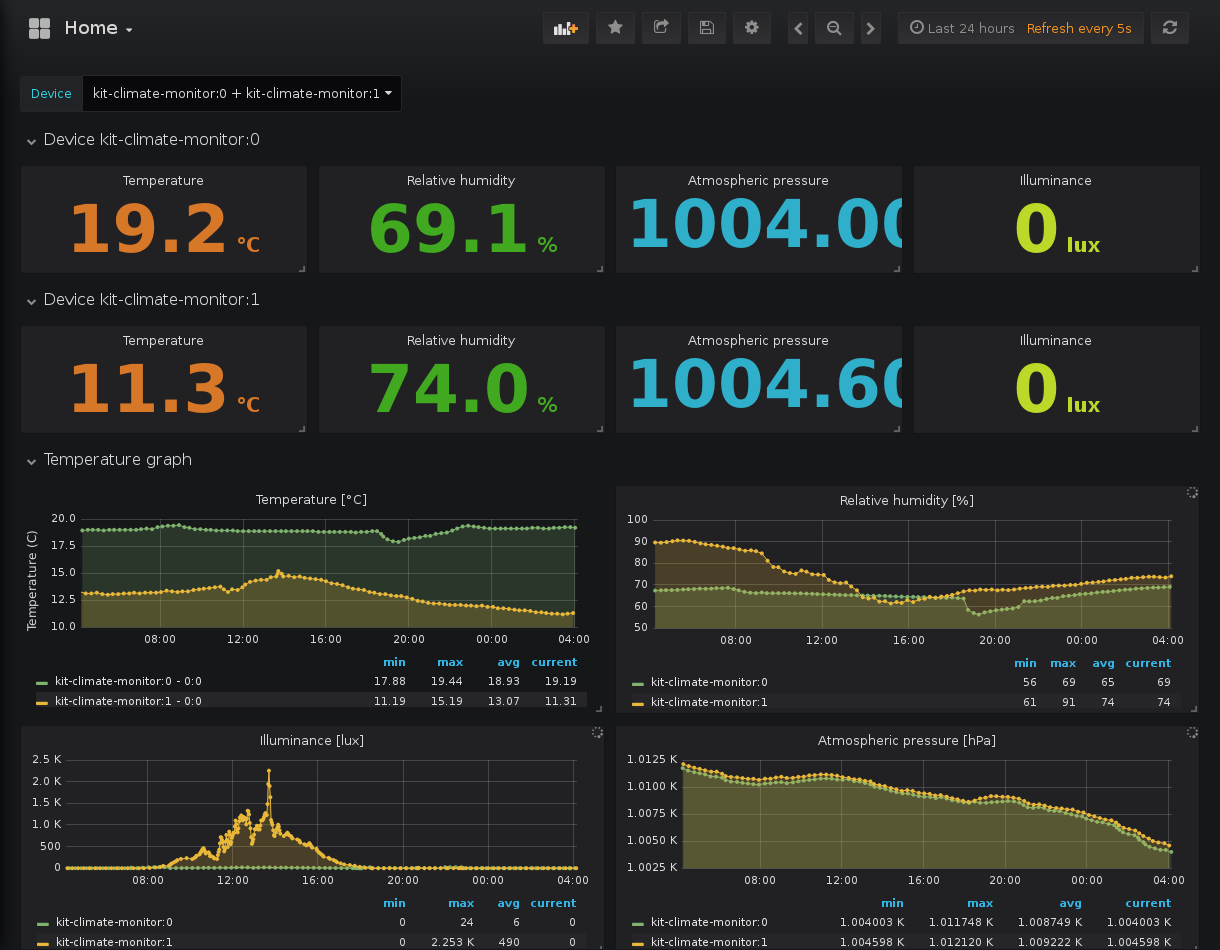 Home
Last 24 hours Refresh every 5s
Device kit-climate-monitor:0 + kit-climate-monitor:1
Device kit-climate-monitor:0
Temperature Relative humidity Atmospheric pressure Illuminance
19.2 °C 69.1 % 1004.00 0 lux
Device kit-climate-monitor:1
Temperature Relative humidity Atmospheric pressure Illuminance
11.3 °C 74.0 % 1004.60 0 lux
Temperature graph
Temperature [°C]
Temperature (C)
20.0
17.5
15.0
12.5
10.0
08:00 12:00 16:00 20:00 00:00 04:00
min max avg current
kit-climate-monitor:0 - 0:0 17.88 19.44 18.93 19.19
kit-climate-monitor:1 - 0:0 11.19 15.19 13.07 11.31
Relative humidity [%]
100
90
80
70
60
50
08:00 12:00 16:00 20:00 00:00 04:00
min max avg current
kit-climate-monitor:0 56 69 65 69
kit-climate-monitor:1 61 91 74 74
Illuminance [lux]
2.5 K
2.0 K
1.5 K
1.0 K
500
0
08:00 12:00 16:00 20:00 00:00 04:00
min max avg current
kit-climate-monitor:0 0 24 6 0
kit-climate-monitor:1 0 2.253 K 490 0
Atmospheric pressure [hPa]
1.0125 K
1.0100 K
1.0075 K
1.0050 K
1.0025 K
08:00 12:00 16:00 20:00 00:00 04:00
min max avg current
kit-climate-monitor:0 1.004003 K 1.011748 K 1.008749 K 1.004003 K
kit-climate-monitor:1 1.004598 K 1.012120 K 1.009222 K 1.004598 K